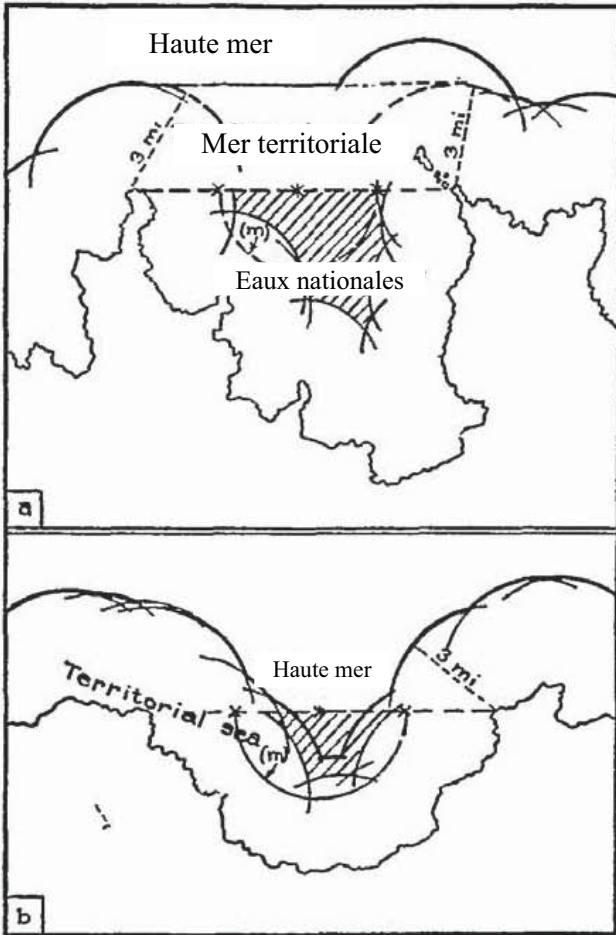 Haute mer
3 mi
Mer territoriale
3 mi
(m)
Eaux nationales
a
Haute mer
3 mi
Territorial sea
(m)
b